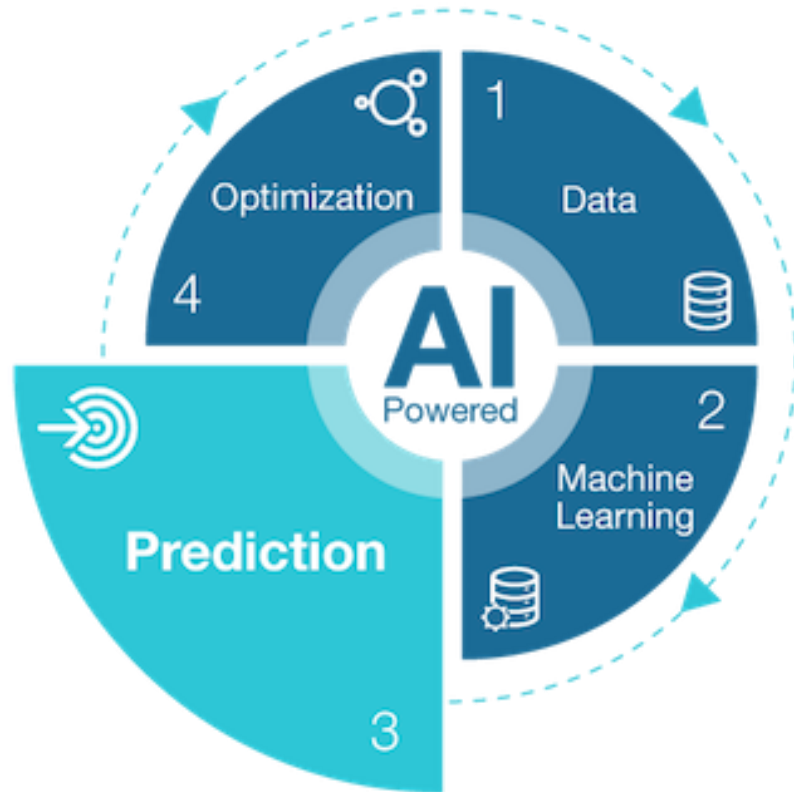 1
Data
2
Machine
Learning
Prediction
3
Optimization
4
AI
Powered